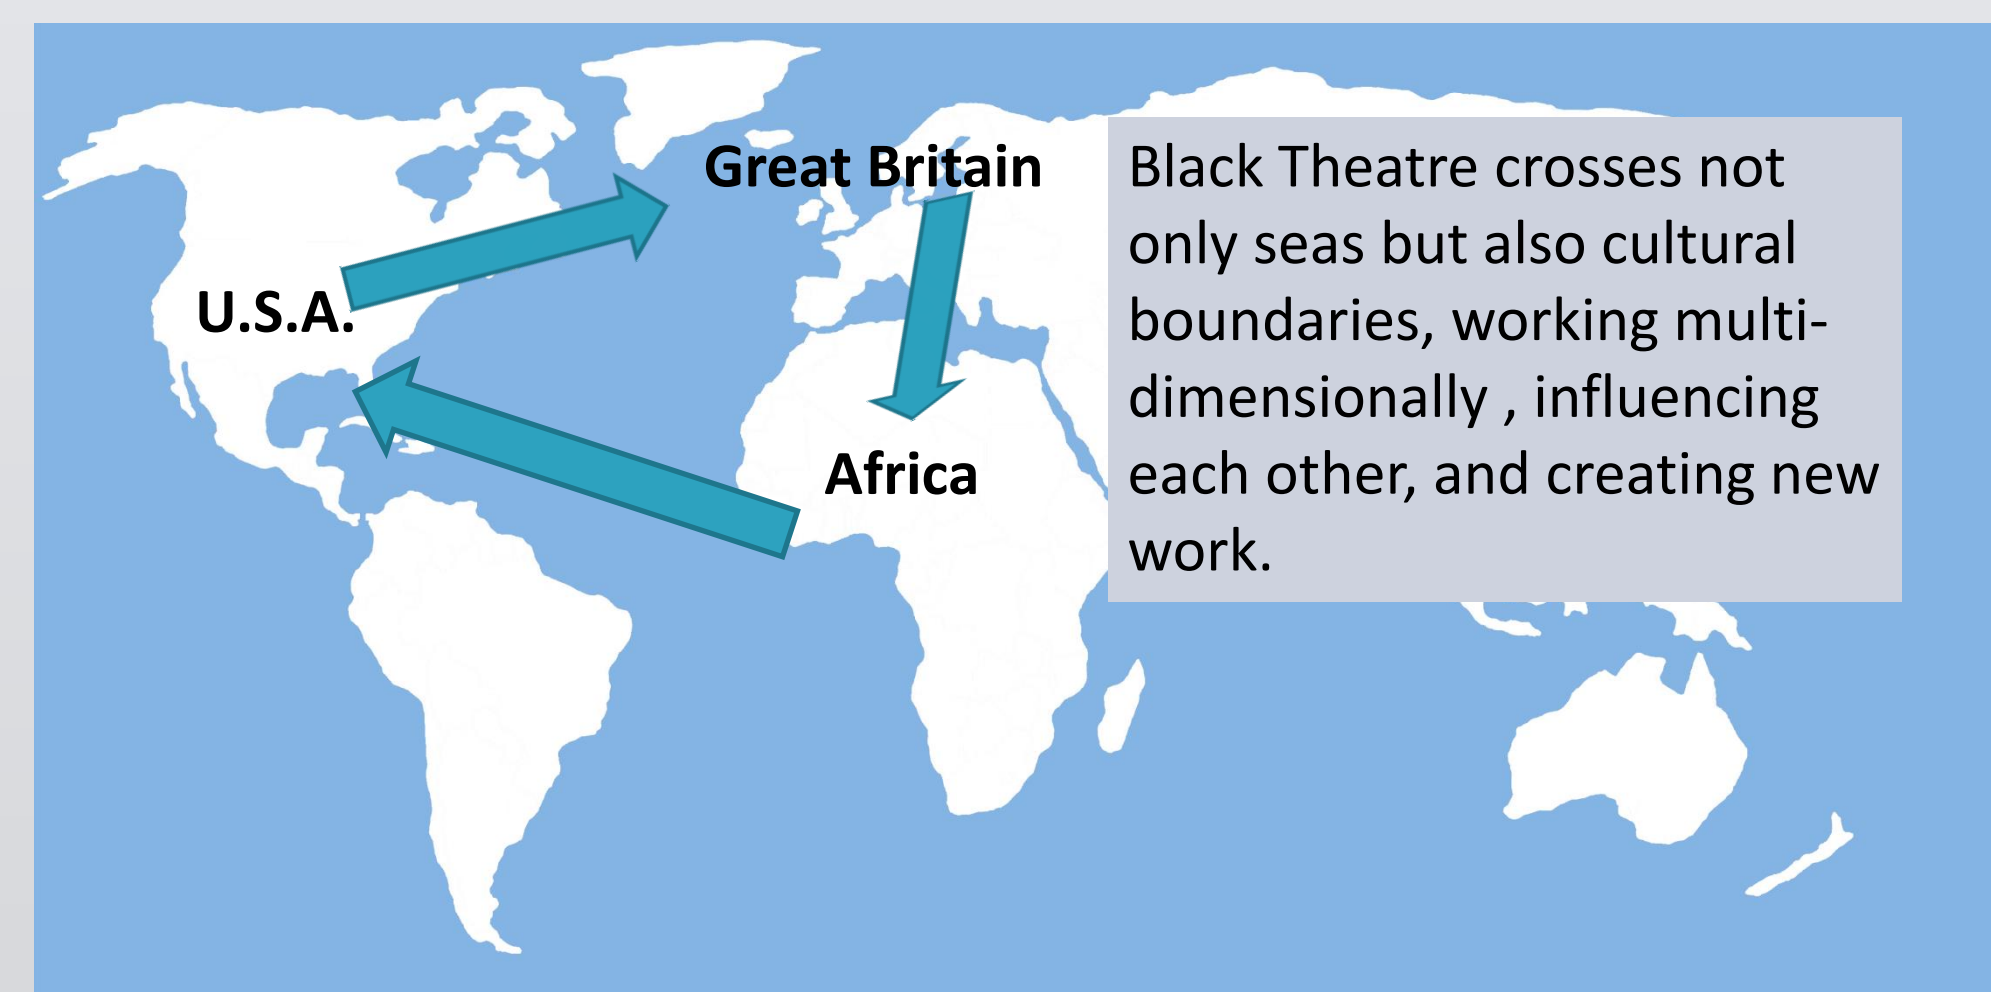 Great Britain
U.S.A.
Africa
Black Theatre crosses not
only seas but also cultural
boundaries, working multi-
dimensionally , influencing
each other, and creating new
work.